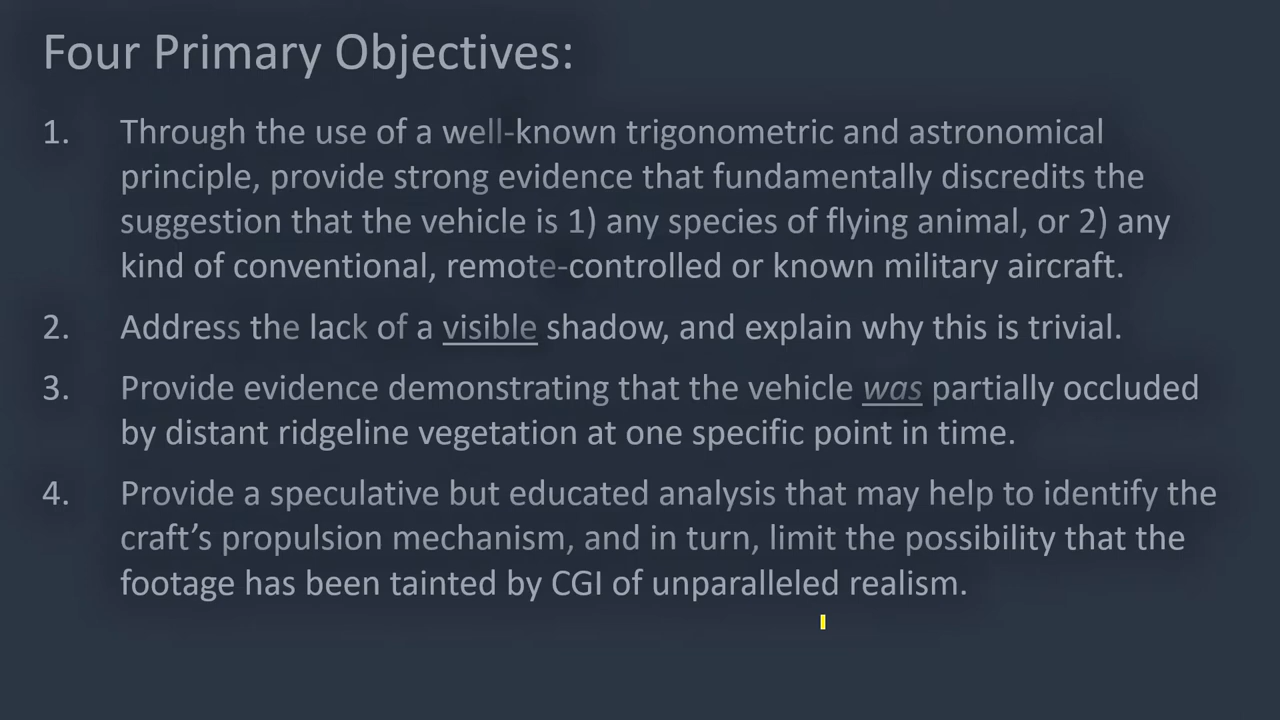 Four Primary Objectives:
1. Through the use of a well-known trigonometric and astronomical
principle, provide strong evidence that fundamentally discredits the
suggestion that the vehicle is 1) any species of flying animal, or 2) any
kind of conventional, remote-controlled or known military aircraft.
2. Address the lack of a visible shadow, and explain why this is trivial.
3. Provide evidence demonstrating that the vehicle was partially occluded
by distant ridgeline vegetation at one specific point in time.
4. Provide a speculative but educated analysis that may help to identify the
craft’s propulsion mechanism, and in turn, limit the possibility that the
footage has been tainted by CGI of unparalleled realism.